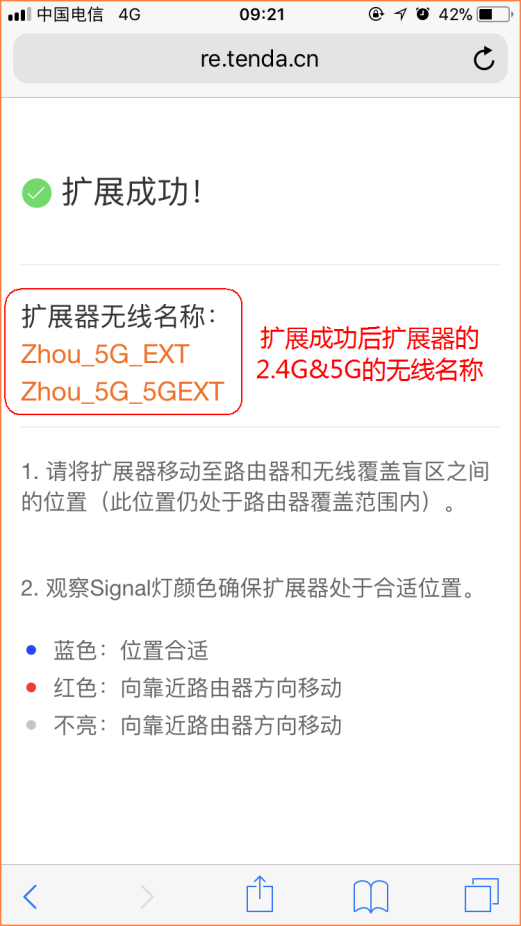 中国电信 4G 09:21 42%
re.tenda.cn
扩展成功！
扩展器无线名称：
Zhou_5G_EXT
Zhou_5G_5GEXT
扩展成功后扩展器的
2.4G&5G的无线名称
1. 请将扩展器移动至路由器和无线覆盖盲区之间
的位置（此位置仍处于路由器覆盖范围内）。
2. 观察Signal灯颜色确保扩展器处于合适位置。
蓝色：位置合适
红色：向靠近路由器方向移动
不亮：向靠近路由器方向移动